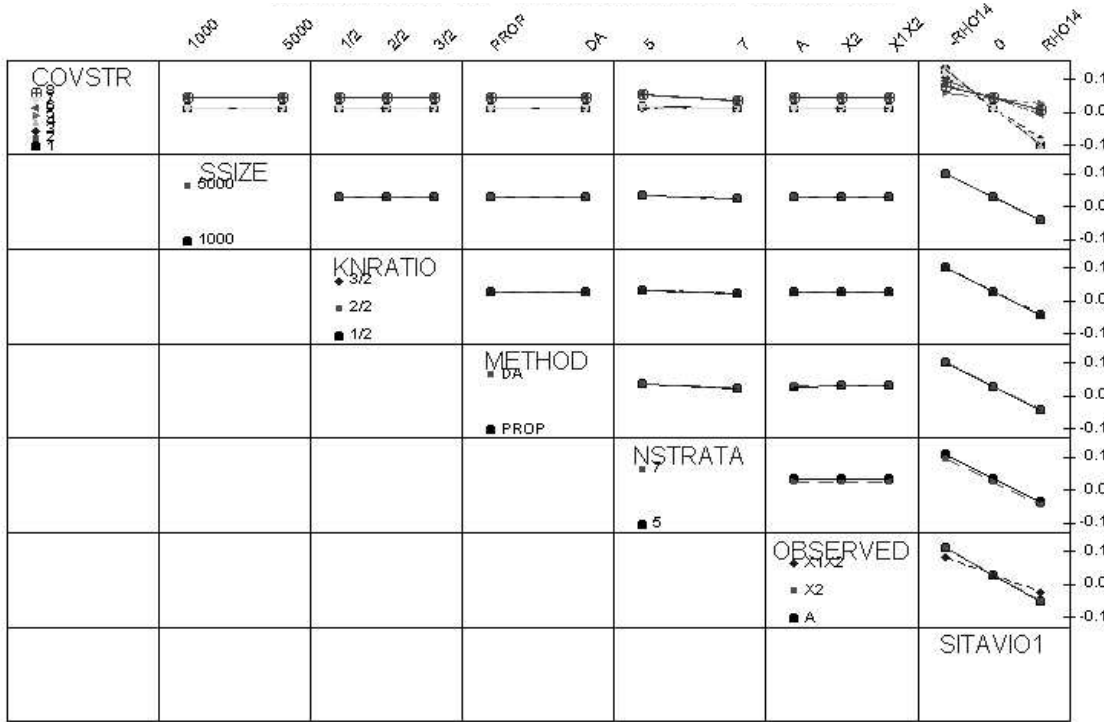 1000 5000 1/2 2/2 3/2 PROP DA 5 7 A X2 X1X2 -RHO14 0 RHO14
COVSTR
8
2
1
0.1
0.0
-0.1
SSIZE
5000
1000
0.1
0.0
-0.1
KNRATIO
3/2
2/2
1/2
0.1
0.0
-0.1
METHOD
DA
PROP
0.1
0.0
-0.1
NSTRATA
7
5
0.1
0.0
-0.1
OBSERVED
X1X2
X2
A
0.1
0.0
-0.1
SITAVIO1